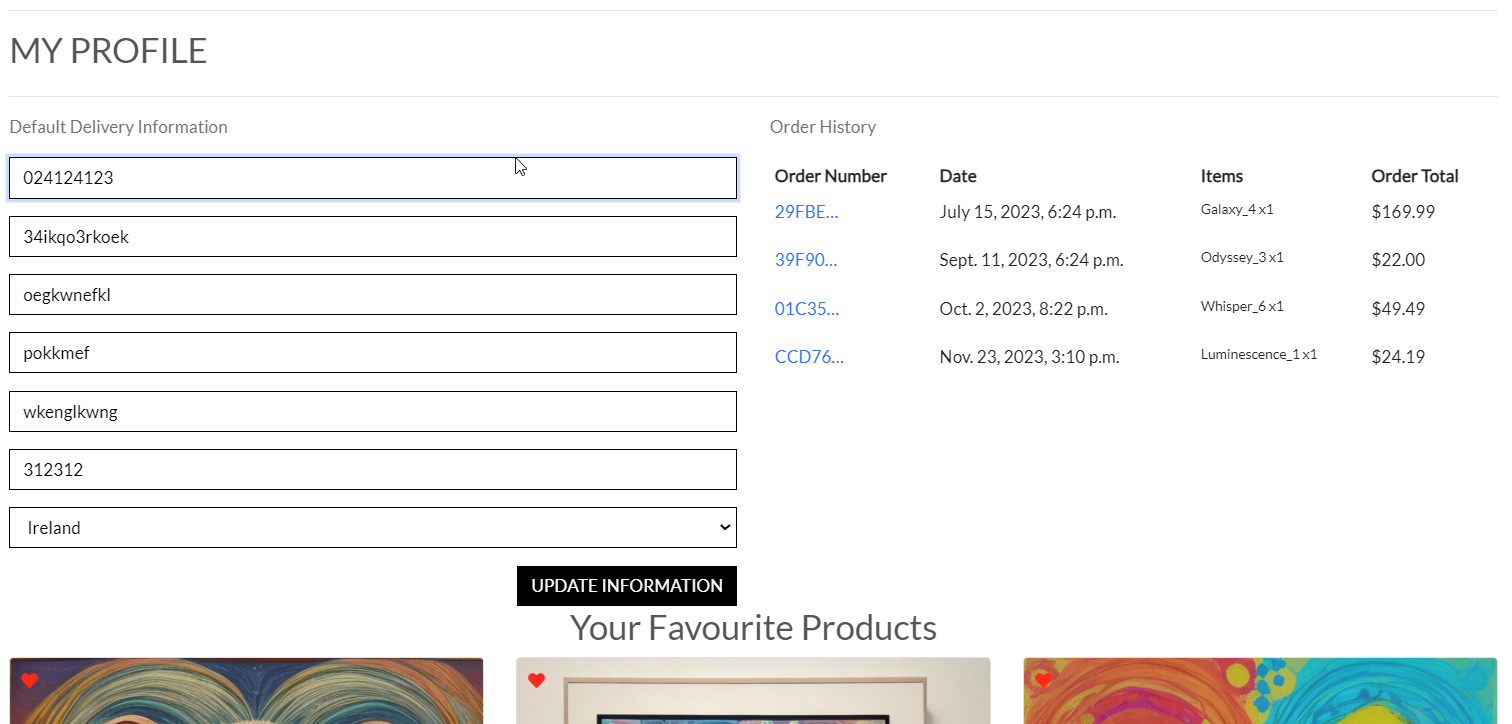 MY PROFILE
Default Delivery Information
024124123
34ikqo3rkoek
oegkwnefkl
pokkmef
wkenglkwng
312312
Ireland
UPDATE INFORMATION
Order History
Order Number Date Items Order Total
29FBE... July 15, 2023, 6:24 p.m. Galaxy_4 x1 $169.99
39F90... Sept. 11, 2023, 6:24 p.m. Odyssey_3 x1 $22.00
01C35... Oct. 2, 2023, 8:22 p.m. Whisper_6 x1 $49.49
CCD76... Nov. 23, 2023, 3:10 p.m. Luminescence_1 x1 $24.19
Your Favourite Products